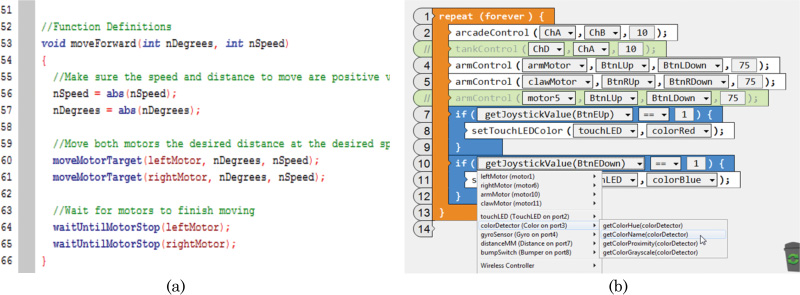 51
52 //Function Definitions
53 void moveForward(int nDegrees, int nSpeed)
54 {
55 //Make sure the speed and distance to move are positive v
56 nSpeed = abs(nSpeed);
57 nDegrees = abs(nDegrees);
58
59 //Move both motors the desired distance at the desired sp
60 moveMotorTarget(leftMotor, nDegrees, nSpeed);
61 moveMotorTarget(rightMotor, nDegrees, nSpeed);
62
63 //Wait for motors to finish moving
64 waitUntilMotorStop(leftMotor);
65 waitUntilMotorStop(rightMotor);
66 }
(a)
1 repeat (forever) {
2 arcadeControl( ChA , ChB , 10 );
// tankControl( ChD , ChA , 10 );
4 armControl( armMotor , BtnLUp , BtnLDown , 75 );
5 armControl( clawMotor , BtnRUp , BtnRDown , 75 );
// armControl( motor5 , BtnLUp , BtnLDown , 75 );
7 if( getJoystickValue(BtnEUp) == 1 ) {
8 setTouchLEDColor( touchLED , colorRed );
9 }
10 if( getJoystickValue(BtnEDown) == 1 ) {
11 s LED , colorBlue );
12 }
13 }
14
leftMotor (motor1)
rightMotor (motor6)
armMotor (motor10)
clawMotor (motor11)
touchLED (TouchLED on port2)
colorDetector (Color on port3)
gyroSensor (Gyro on port4)
distanceMM (Distance on port7)
bumpSwitch (Bumper on port8)
Wireless Controller
getColorHue(colorDetector)
getColorName(colorDetector)
getColorProximity(colorDetector)
getColorGrayscale(colorDetector)
(b)